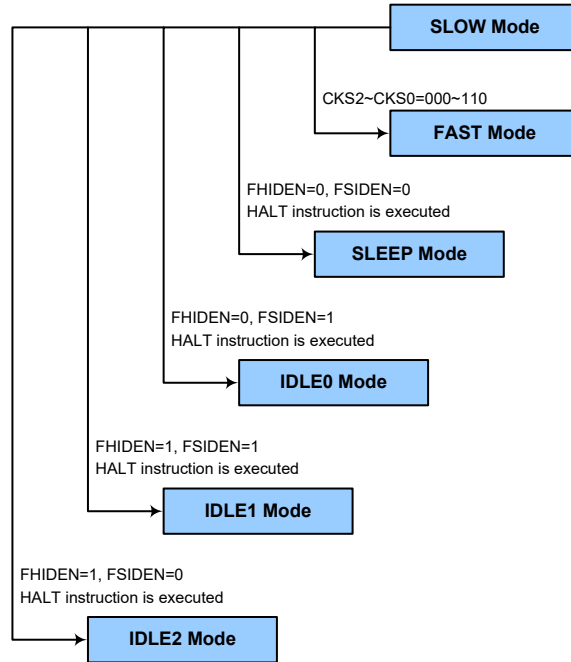 SLOW Mode
CKS2~CKS0=000~110
FAST Mode
FHIDEN=0, FSIDEN=0
HALT instruction is executed
SLEEP Mode
FHIDEN=0, FSIDEN=1
HALT instruction is executed
IDLE0 Mode
FHIDEN=1, FSIDEN=1
HALT instruction is executed
IDLE1 Mode
FHIDEN=1, FSIDEN=0
HALT instruction is executed
IDLE2 Mode